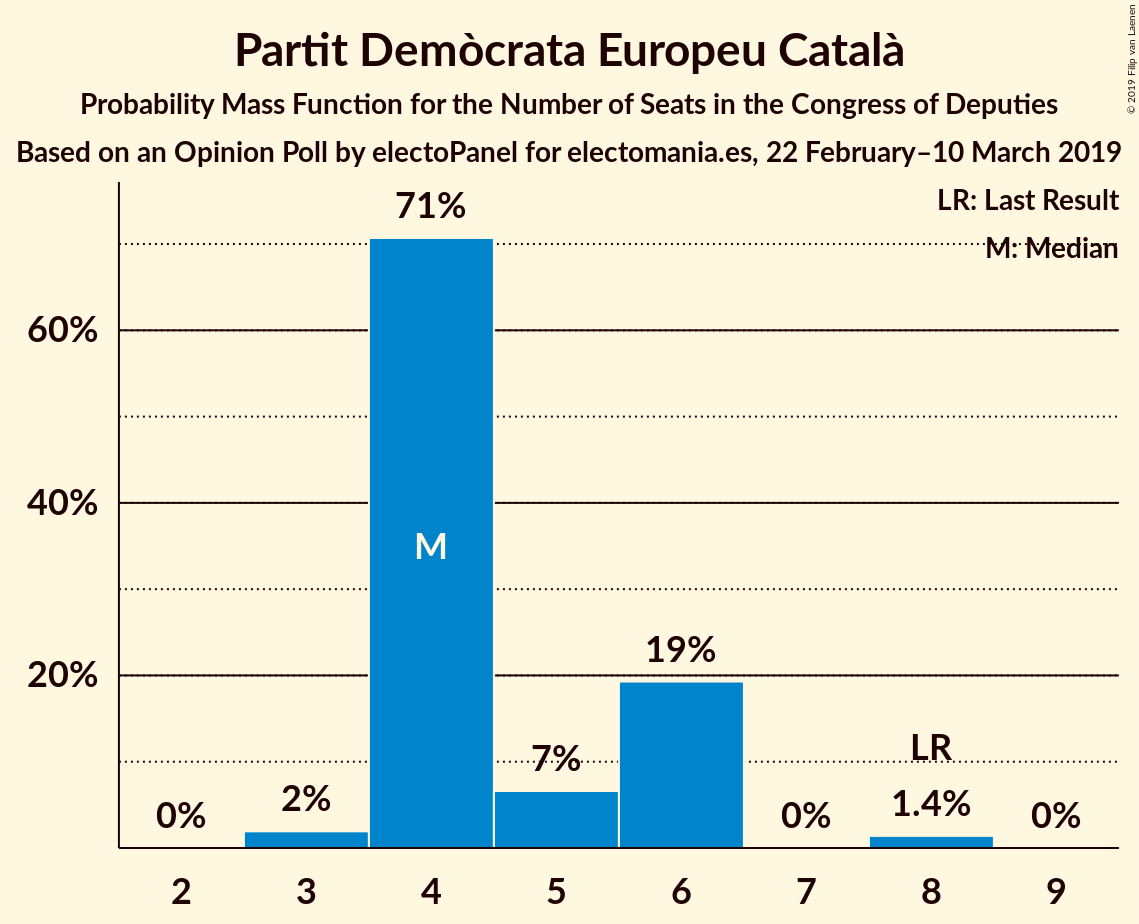 Partit Demòcrata Europeu Català
Probability Mass Function for the Number of Seats in the Congress of Deputies
Based on an Opinion Poll by electoPanel for electomania.es, 22 February–10 March 2019
© 2019 Filip van Laenen
LR: Last Result
M: Median
71%
60%
40%
M
19%
20%
LR
7%
1.4%
2%
0%
0%
0%
2 3 4 5 6 7 8 9